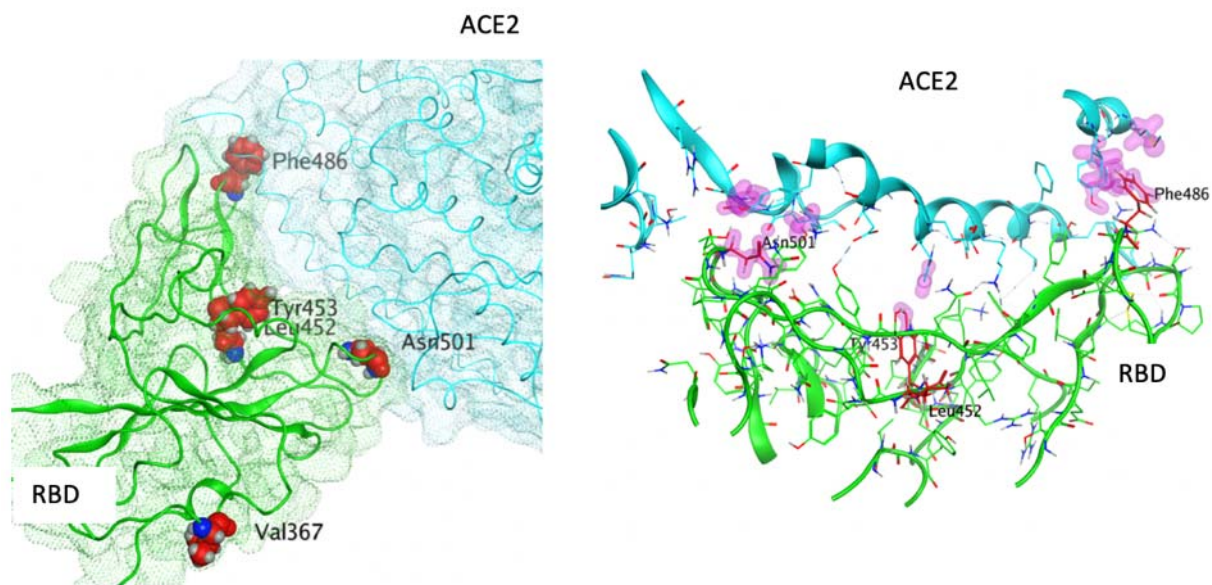 ACE2
Phe486
Tyr453
Leu452
Asn501
RBD
Val367
ACE2
Phe486
Asn501
Tyr453
RBD
Leu452